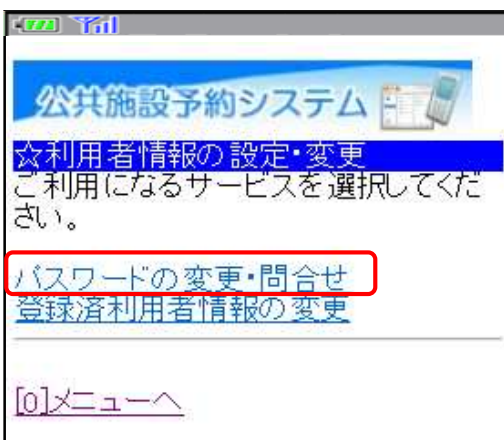 公共施設予約システム
☆利用者情報の設定・変更
ご利用になるサービスを選択してくだ
さい。
パスワードの変更・問合せ
登録済利用者情報の変更
[0]メニューへ